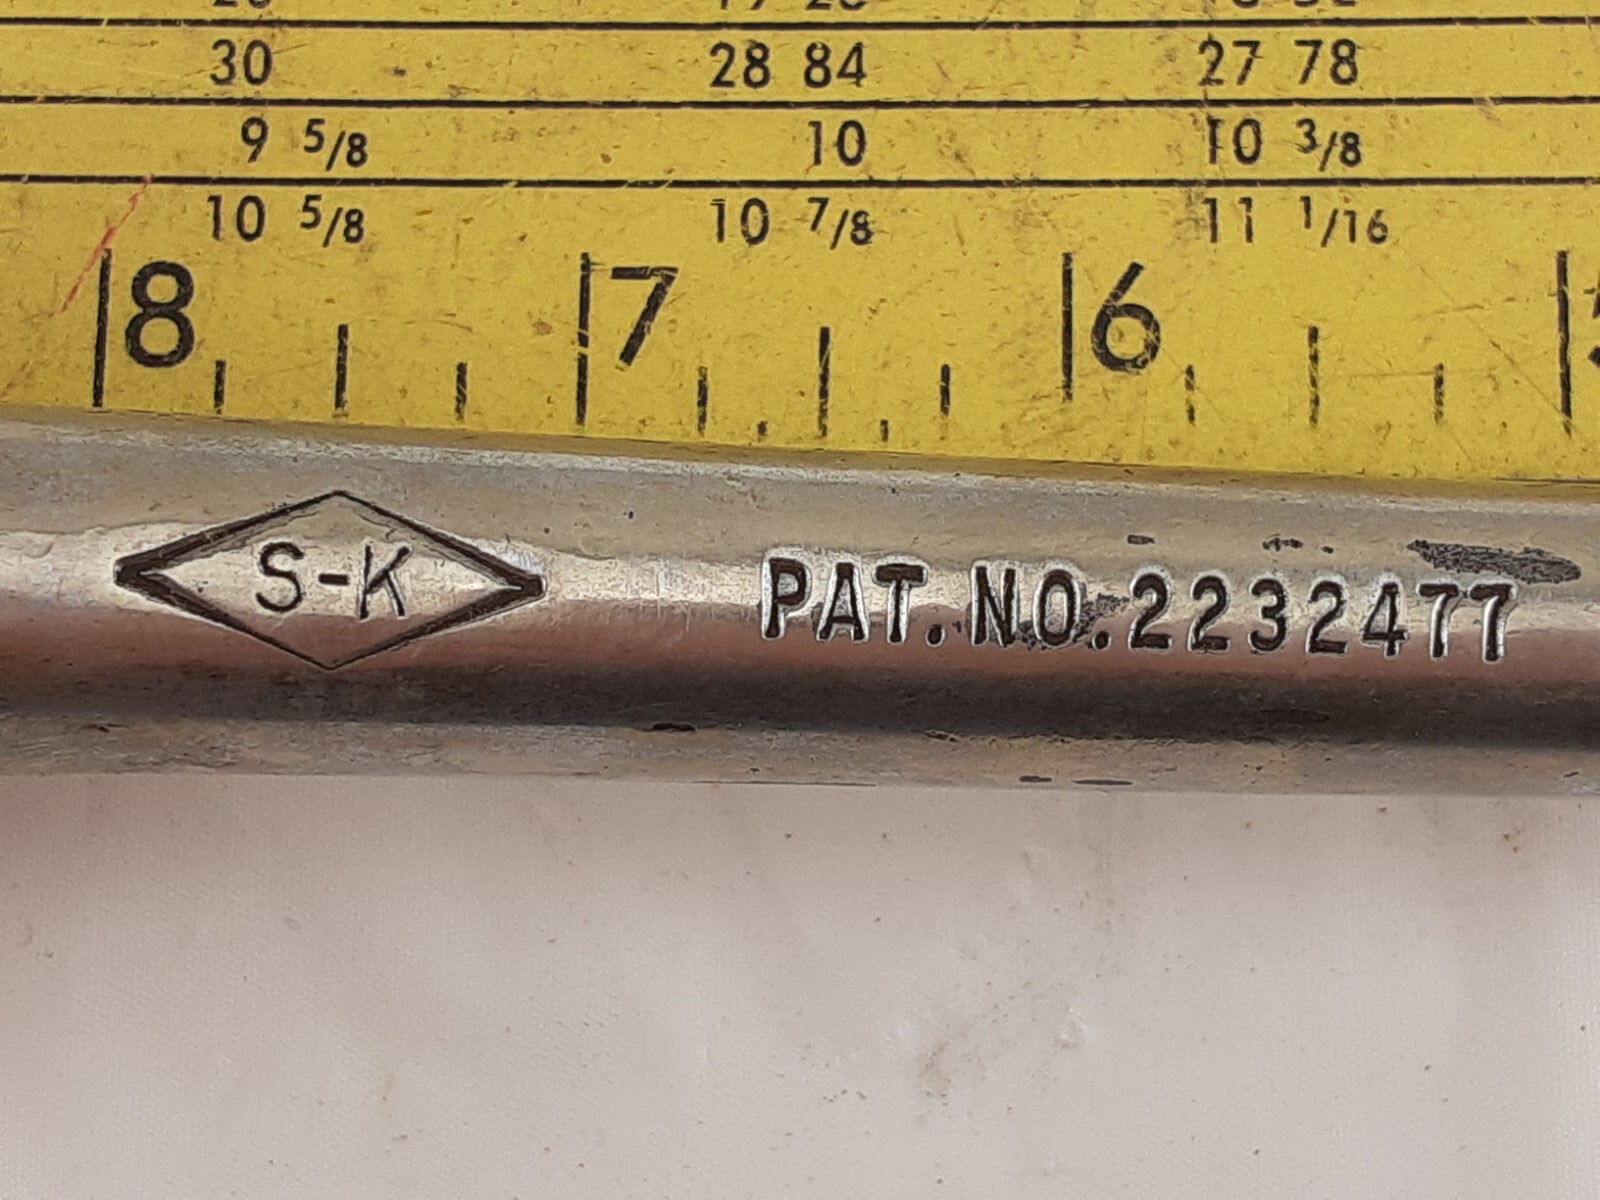 30 28 84 27 78
9 5/8 10 10 3/8
10 5/8 10 7/8 11 1/16
8 7 6
S-K PAT. NO. 2232477